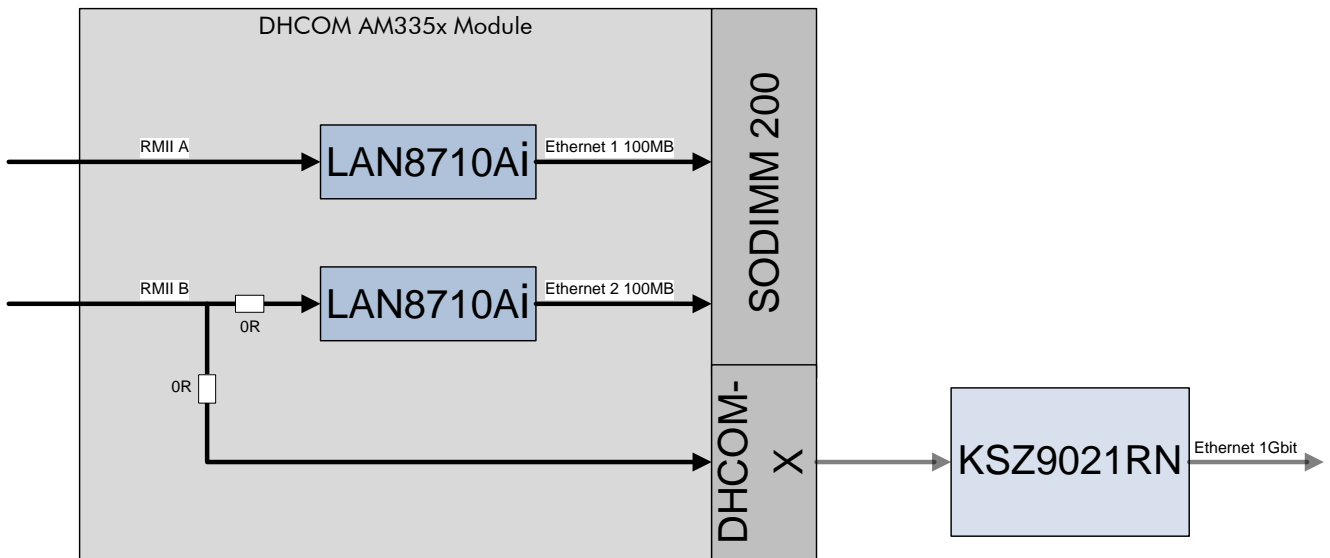 DHCOM AM335x Module
RMII A
LAN8710Ai
Ethernet 1 100MB
SODIMM 200
RMII B
0R
LAN8710Ai
Ethernet 2 100MB
0R
DHCOM-
X
KSZ9021RN
Ethernet 1Gbit